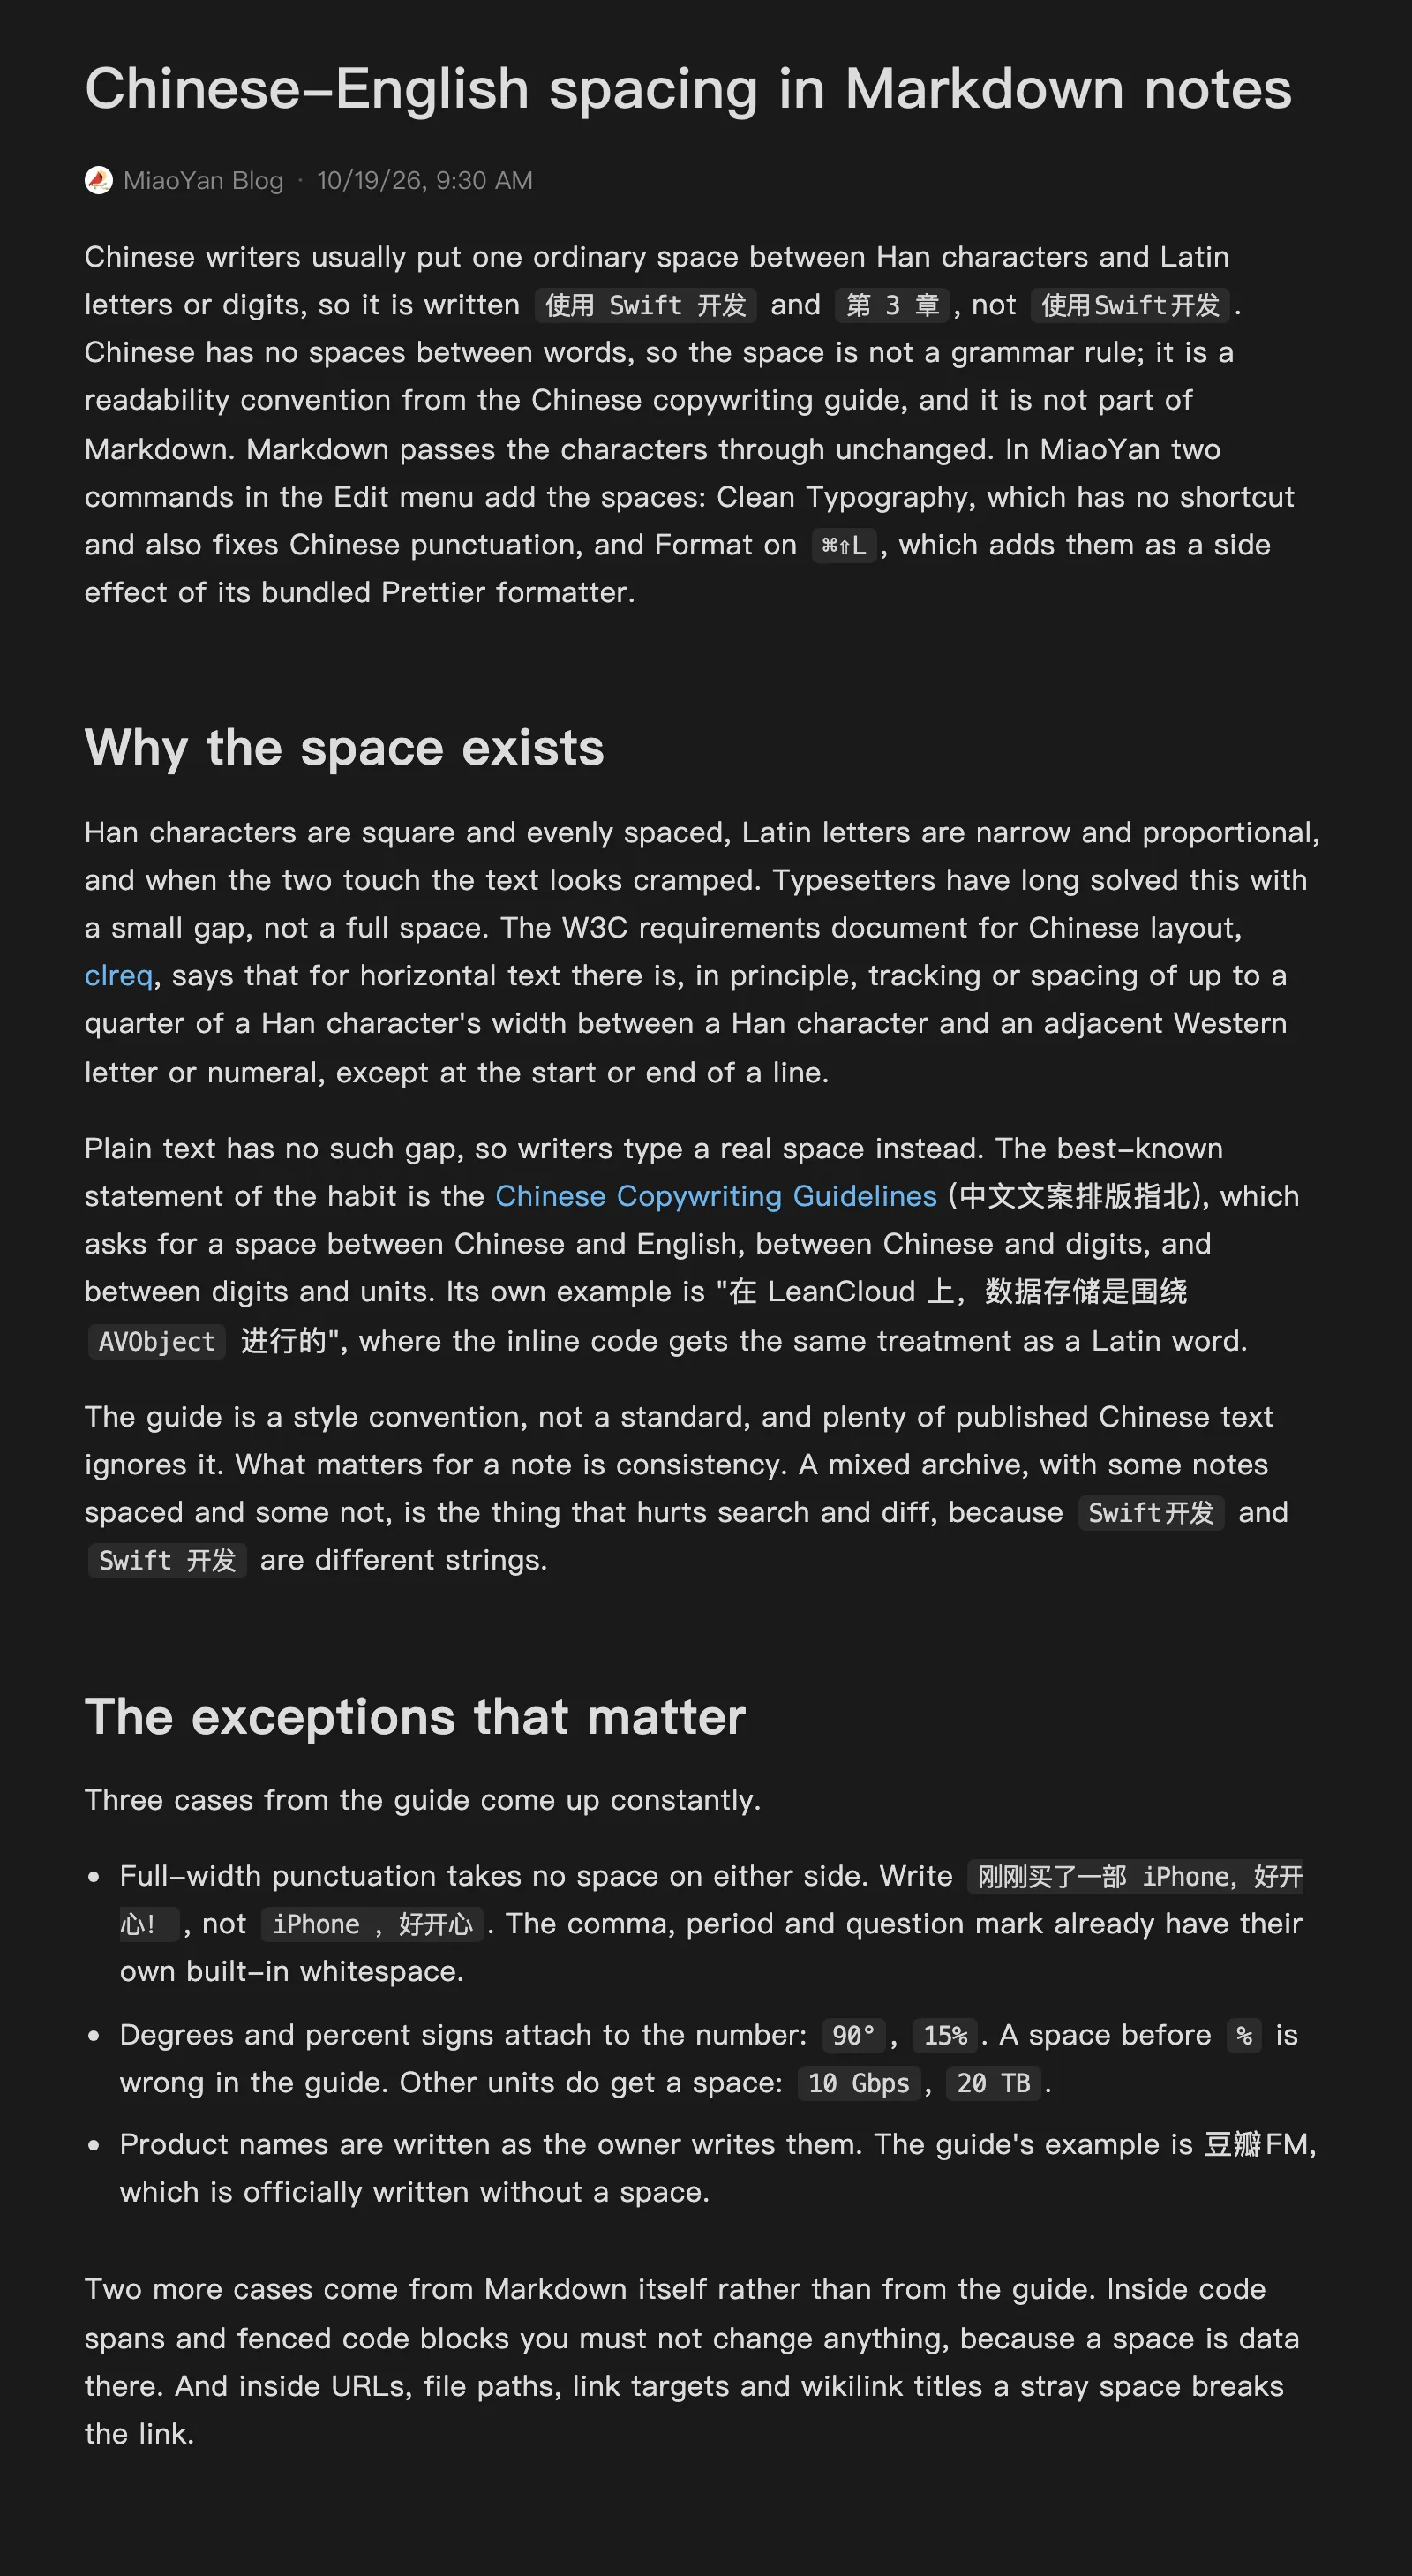 Chinese–English spacing in Markdown notes
MiaoYan Blog · 10/19/26, 9:30 AM
Chinese writers usually put one ordinary space between Han characters and Latin
letters or digits, so it is written 使用 Swift 开发 and 第 3 章, not 使用Swift开发.
Chinese has no spaces between words, so the space is not a grammar rule; it is a
readability convention from the Chinese copywriting guide, and it is not part of
Markdown. Markdown passes the characters through unchanged. In MiaoYan two
commands in the Edit menu add the spaces: Clean Typography, which has no shortcut
and also fixes Chinese punctuation, and Format on ⌘⇧L, which adds them as a side
effect of its bundled Prettier formatter.
Why the space exists
Han characters are square and evenly spaced, Latin letters are narrow and proportional,
and when the two touch the text looks cramped. Typesetters have long solved this with
a small gap, not a full space. The W3C requirements document for Chinese layout,
clreq, says that for horizontal text there is, in principle, tracking or spacing of up to a
quarter of a Han character's width between a Han character and an adjacent Western
letter or numeral, except at the start or end of a line.
Plain text has no such gap, so writers type a real space instead. The best–known
statement of the habit is the Chinese Copywriting Guidelines (中文文案排版指北), which
asks for a space between Chinese and English, between Chinese and digits, and
between digits and units. Its own example is "在 LeanCloud 上，数据存储是围绕
AVObject 进行的", where the inline code gets the same treatment as a Latin word.
The guide is a style convention, not a standard, and plenty of published Chinese text
ignores it. What matters for a note is consistency. A mixed archive, with some notes
spaced and some not, is the thing that hurts search and diff, because Swift开发 and
Swift 开发 are different strings.
The exceptions that matter
Three cases from the guide come up constantly.
• Full–width punctuation takes no space on either side. Write 刚刚买了一部 iPhone，好开
心！, not iPhone ，好开心. The comma, period and question mark already have their
own built–in whitespace.
• Degrees and percent signs attach to the number: 90°, 15%. A space before % is
wrong in the guide. Other units do get a space: 10 Gbps, 20 TB.
• Product names are written as the owner writes them. The guide's example is 豆瓣FM,
which is officially written without a space.
Two more cases come from Markdown itself rather than from the guide. Inside code
spans and fenced code blocks you must not change anything, because a space is data
there. And inside URLs, file paths, link targets and wikilink titles a stray space breaks
the link.